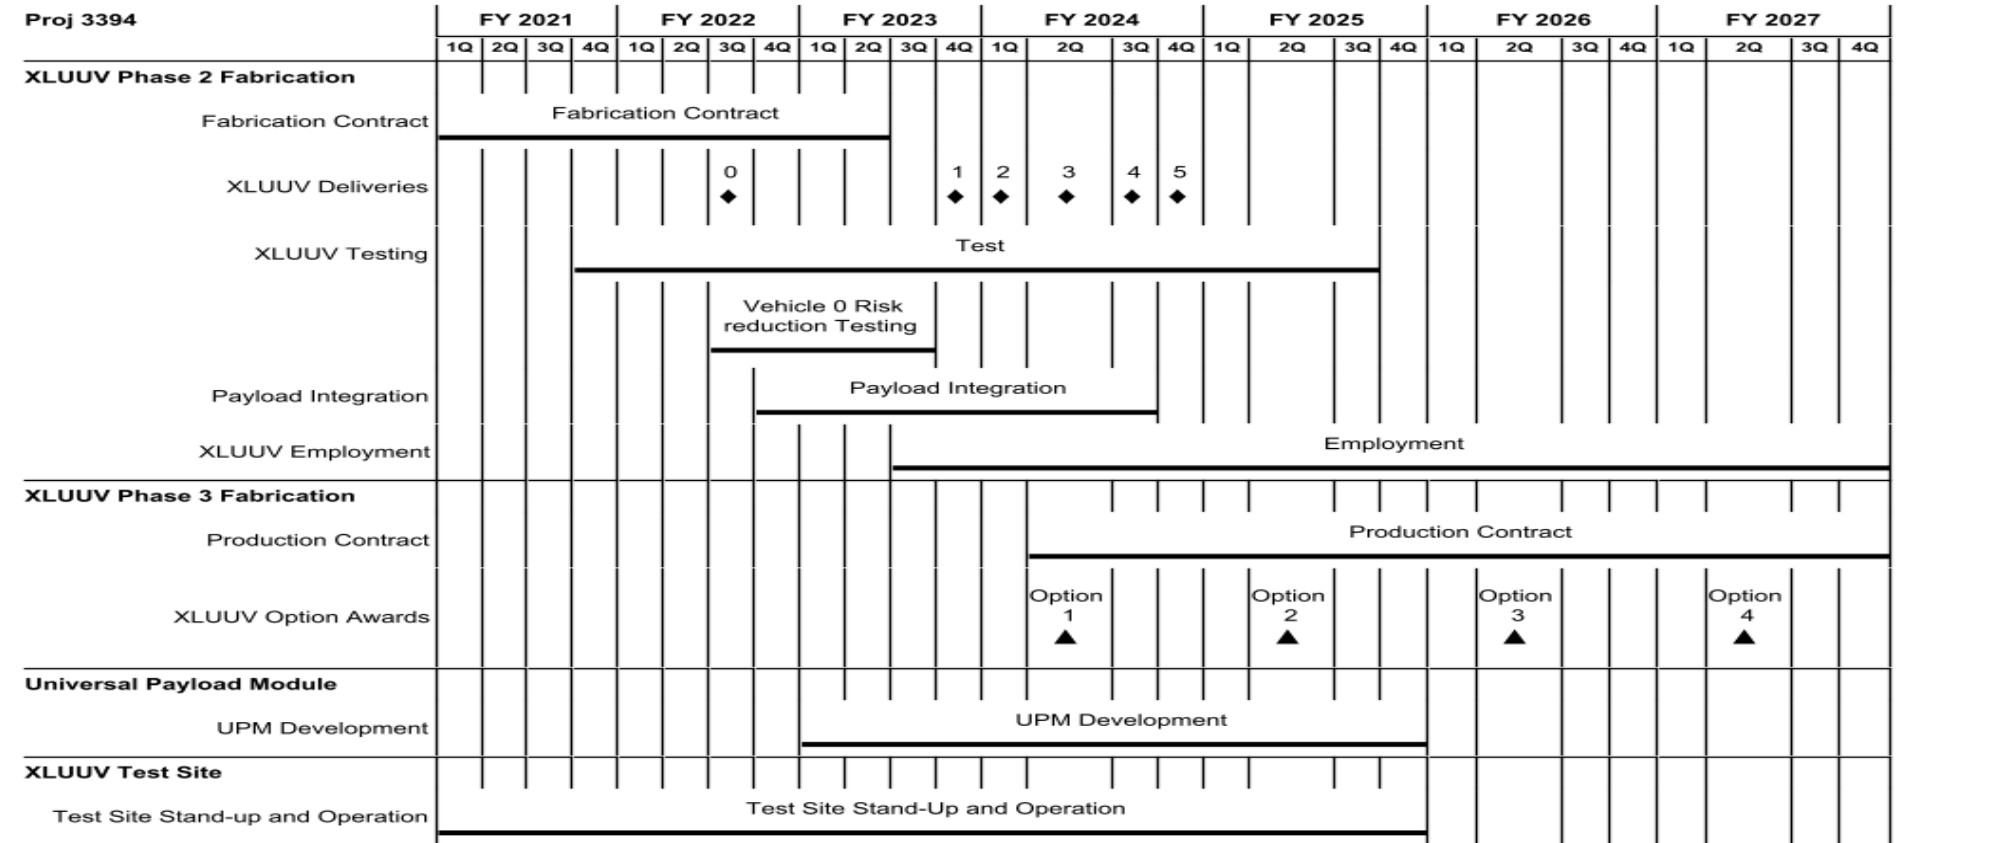 Proj 3394 FY 2021 FY 2022 FY 2023 FY 2024 FY 2025 FY 2026 FY 2027
1Q 2Q 3Q 4Q 1Q 2Q 3Q 4Q 1Q 2Q 3Q 4Q 1Q 2Q 3Q 4Q 1Q 2Q 3Q 4Q 1Q 2Q 3Q 4Q 1Q 2Q 3Q 4Q
XLUUV Phase 2 Fabrication
Fabrication Contract
Fabrication Contract
0 1 2 3 4 5
XLUUV Deliveries
Test
XLUUV Testing
Vehicle 0 Risk
reduction Testing
Payload Integration
Payload Integration
Employment
XLUUV Employment
XLUUV Phase 3 Fabrication
Production Contract
Production Contract
Option Option Option Option
1 2 3 4
XLUUV Option Awards
Universal Payload Module
UPM Development
UPM Development
XLUUV Test Site
Test Site Stand-Up and Operation
Test Site Stand-up and Operation